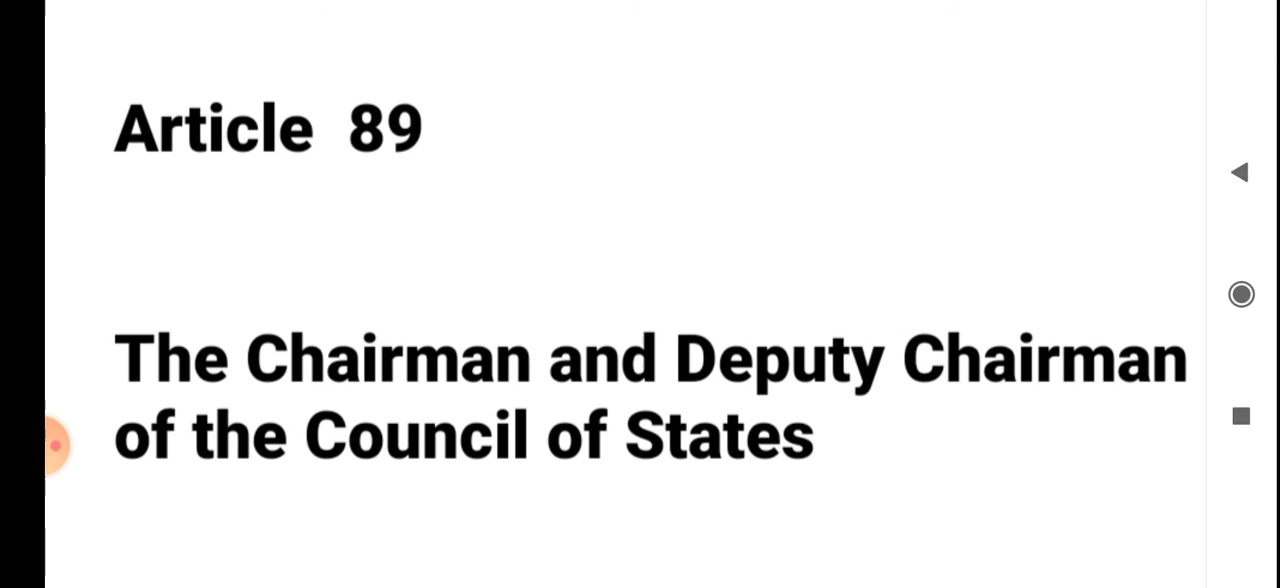 Article 89
The Chairman and Deputy Chairman
of the Council of States